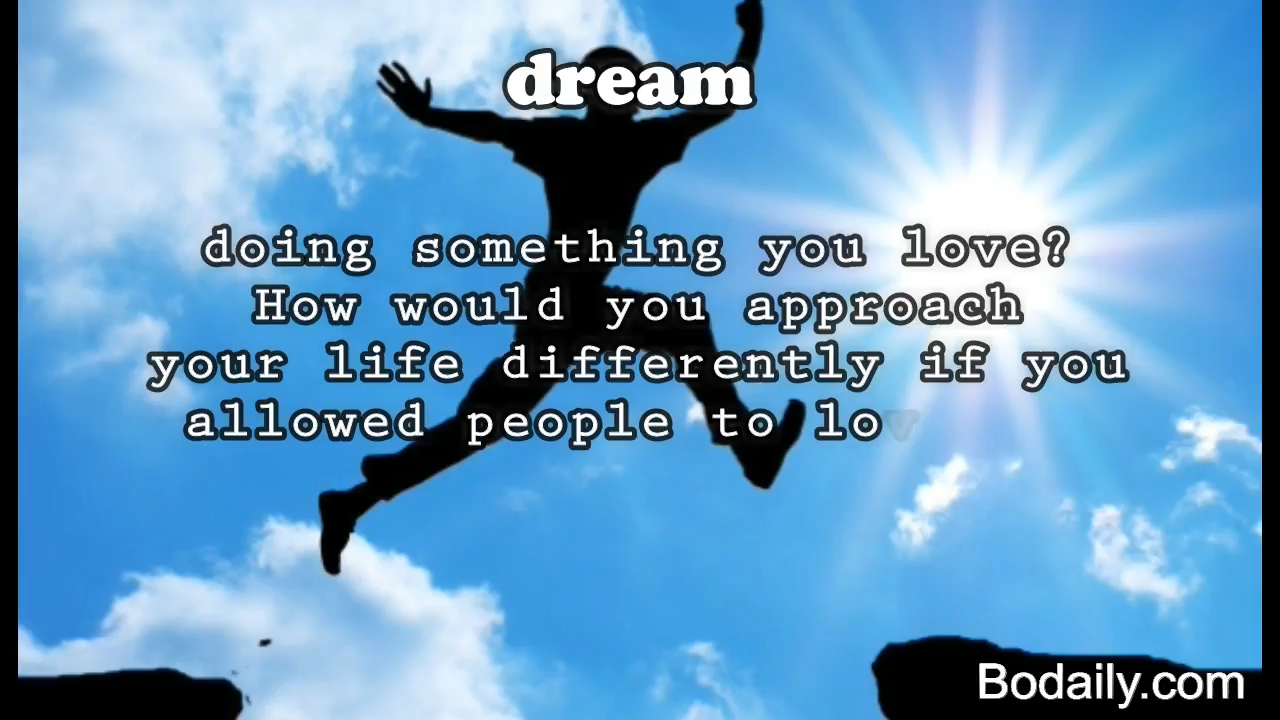 dream
doing something you love?
How would you approach
your life differently if you
allowed people to lov
Bodaily.com